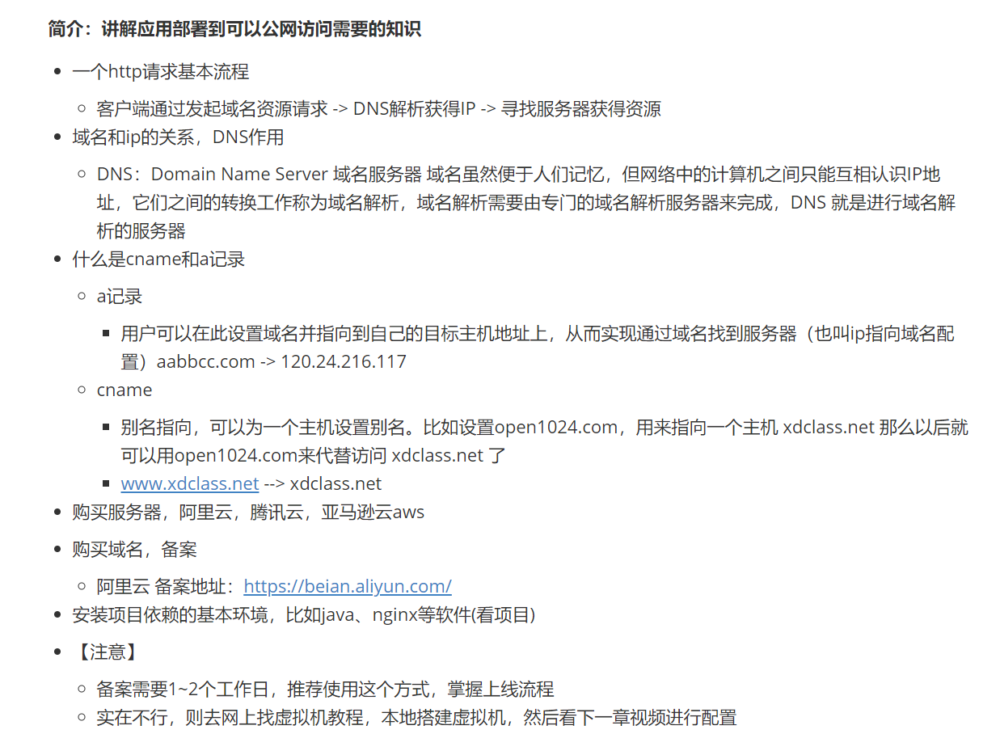 简介：讲解应用部署到可以公网访问需要的知识
一个http请求基本流程
客户端通过发起域名资源请求 -> DNS解析获得IP -> 寻找服务器获得资源
域名和ip的关系，DNS作用
DNS：Domain Name Server 域名服务器 域名虽然便于人们记忆，但网络中的计算机之间只能互相认识IP地
址，它们之间的转换工作称为域名解析，域名解析需要由专门的域名解析服务器来完成，DNS 就是进行域名解
析的服务器
什么是cname和a记录
a记录
用户可以在此设置域名并指向到自己的目标主机地址上，从而实现通过域名找到服务器（也叫ip指向域名配
置）aabbcc.com -> 120.24.216.117
cname
别名指向，可以为一个主机设置别名。比如设置open1024.com，用来指向一个主机 xdclass.net 那么以后就
可以用open1024.com来代替访问 xdclass.net 了
www.xdclass.net --> xdclass.net
购买服务器，阿里云，腾讯云，亚马逊云aws
购买域名，备案
阿里云 备案地址：https://beian.aliyun.com/
安装项目依赖的基本环境，比如java、nginx等软件(看项目)
【注意】
备案需要1~2个工作日，推荐使用这个方式，掌握上线流程
实在不行，则去网上找虚拟机教程，本地搭建虚拟机，然后看下一章视频进行配置